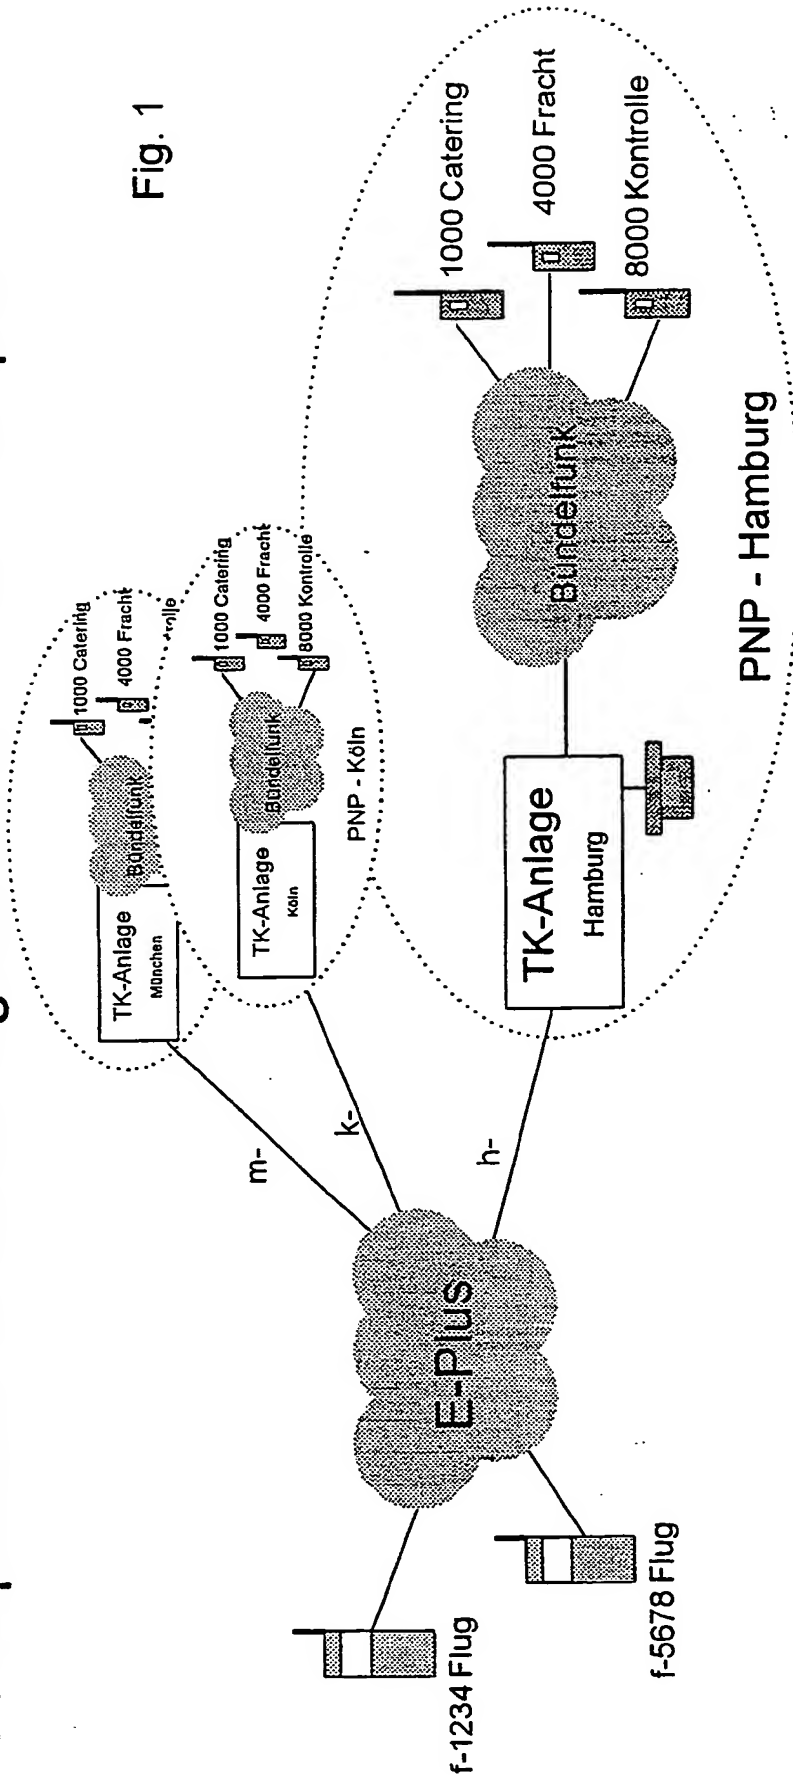 Fig. 1
1000 Catering
4000 Fracht
rolle
Bündelfunk
TK-Anlage
München
1000 Catering
4000 Fracht
8000 Kontrolle
Bündelfunk
TK-Anlage
Köln
PNP - Köln
1000 Catering
4000 Fracht
8000 Kontrolle
Bündelfunk
TK-Anlage
Hamburg
PNP - Hamburg
m-
k-
h-
E-Plus
f-1234 Flug
f-5678 Flug